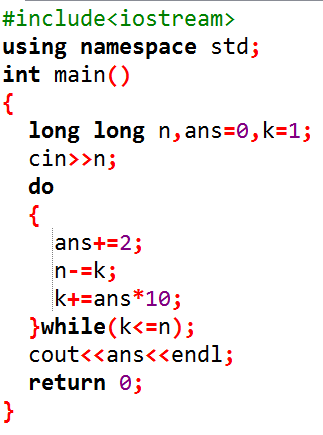 #include<iostream>
using namespace std;
int main()
{
long long n,ans=0,k=1;
cin>>n;
do
{
ans+=2;
n-=k;
k+=ans*10;
}while(k<=n);
cout<<ans<<endl;
return 0;
}